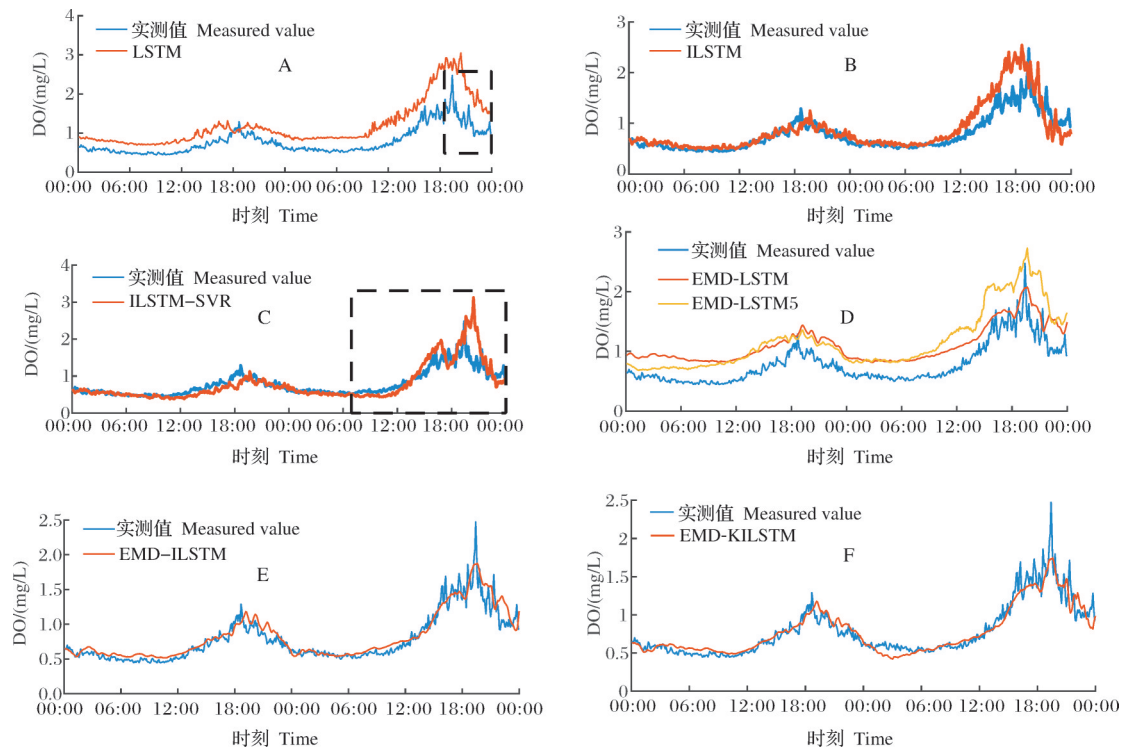 4
3
2
1
0
DO/(mg/L)
实测值 Measured value
LSTM
A
00:00 06:00 12:00 18:00 00:00 06:00 12:00 18:00 00:00
时刻 Time
3
2
1
0
DO/(mg/L)
实测值 Measured value
ILSTM
B
00:00 06:00 12:00 18:00 00:00 06:00 12:00 18:00 00:00
时刻 Time
4
3
2
1
0
DO/(mg/L)
实测值 Measured value
ILSTM-SVR
C
00:00 06:00 12:00 18:00 00:00 06:00 12:00 18:00 00:00
时刻 Time
3
2
1
0
DO/(mg/L)
实测值 Measured value
EMD-LSTM
EMD-LSTM5
D
00:00 06:00 12:00 18:00 00:00 06:00 12:00 18:00 00:00
时刻 Time
2.5
2.0
1.5
1.0
0.5
0.0
DO/(mg/L)
实测值 Measured value
EMD-ILSTM
E
00:00 06:00 12:00 18:00 00:00 06:00 12:00 18:00 00:00
时刻 Time
2.5
2
1.5
1
0.5
0
DO/(mg/L)
实测值 Measured value
EMD-KILSTM
F
00:00 06:00 12:00 18:00 00:00 06:00 12:00 18:00 00:00
时刻 Time